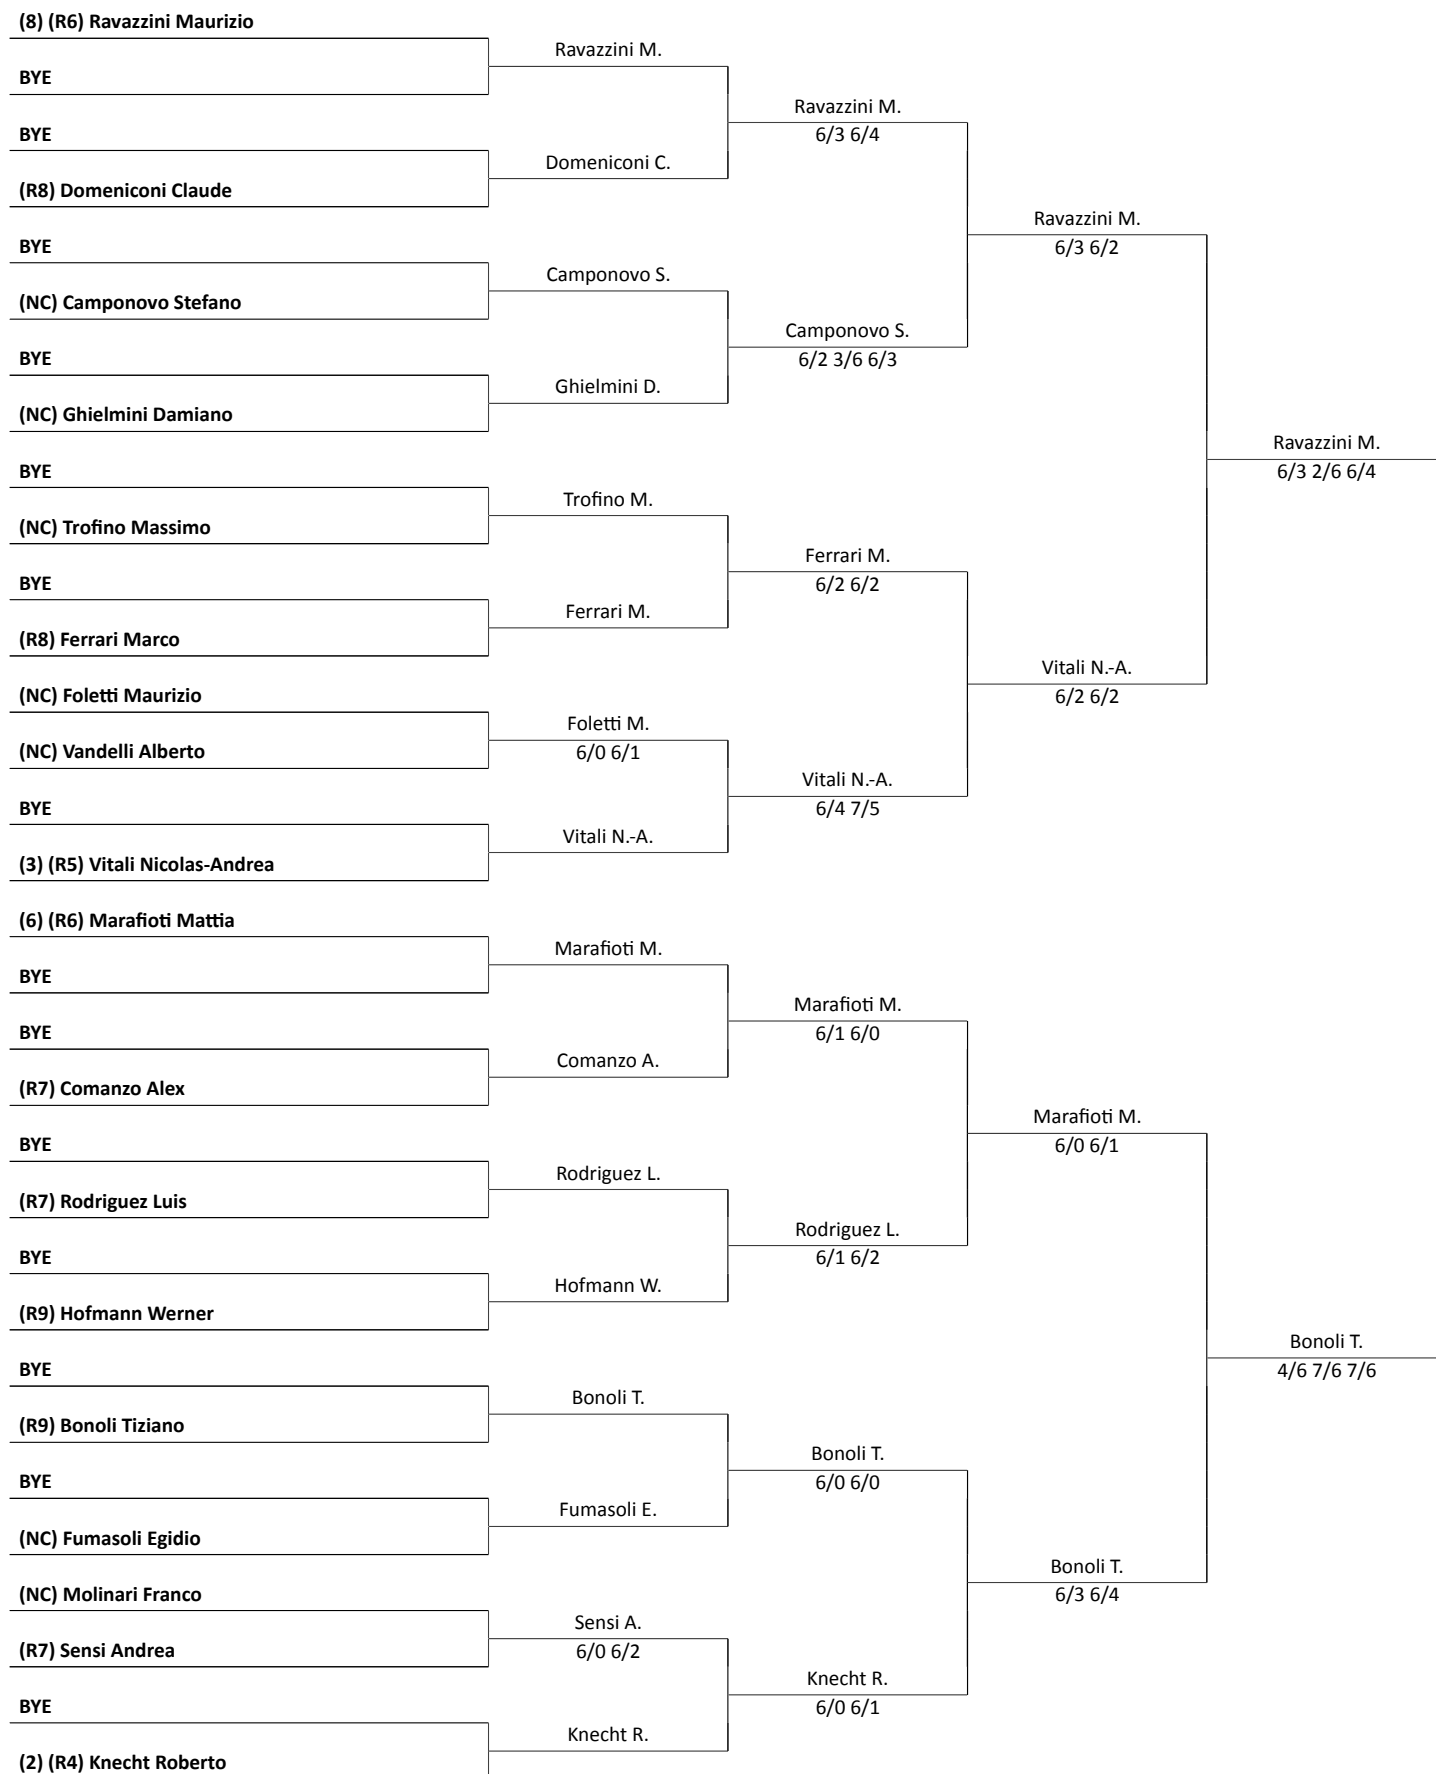 (8) (R6) Ravazzini Maurizio
Ravazzini M.
BYE
Ravazzini M.
BYE
6/3 6/4
Domeniconi C.
(R8) Domeniconi Claude
Ravazzini M.
BYE
6/3 6/2
Camponovo S.
(NC) Camponovo Stefano
Camponovo S.
BYE
6/2 3/6 6/3
Ghielmini D.
(NC) Ghielmini Damiano
Ravazzini M.
BYE
6/3 2/6 6/4
Trofino M.
(NC) Trofino Massimo
Ferrari M.
BYE
6/2 6/2
Ferrari M.
(R8) Ferrari Marco
Vitali N.-A.
(NC) Foletti Maurizio
6/2 6/2
Foletti M.
(NC) Vandelli Alberto
6/0 6/1
Vitali N.-A.
BYE
6/4 7/5
Vitali N.-A.
(3) (R5) Vitali Nicolas-Andrea
(6) (R6) Marafioti Mattia
Marafioti M.
BYE
Marafioti M.
BYE
6/1 6/0
Comanzo A.
(R7) Comanzo Alex
Marafioti M.
BYE
6/0 6/1
Rodriguez L.
(R7) Rodriguez Luis
Rodriguez L.
BYE
6/1 6/2
Hofmann W.
(R9) Hofmann Werner
Bonoli T.
BYE
4/6 7/6 7/6
Bonoli T.
(R9) Bonoli Tiziano
Bonoli T.
BYE
6/0 6/0
Fumasoli E.
(NC) Fumasoli Egidio
Bonoli T.
(NC) Molinari Franco
6/3 6/4
Sensi A.
(R7) Sensi Andrea
6/0 6/2
Knecht R.
BYE
6/0 6/1
Knecht R.
(2) (R4) Knecht Roberto